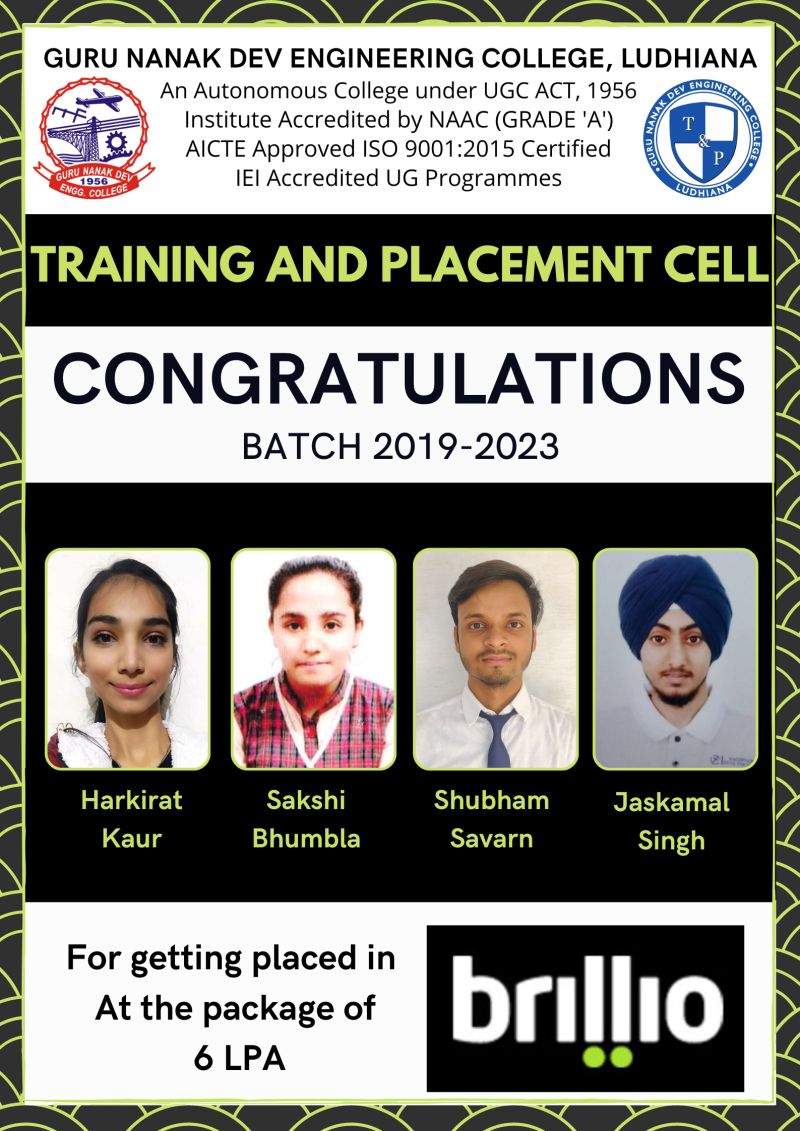 GURU NANAK DEV ENGINEERING COLLEGE, LUDHIANA
An Autonomous College under UGC ACT, 1956
Institute Accredited by NAAC (GRADE 'A')
AICTE Approved ISO 9001:2015 Certified
IEI Accredited UG Programmes
GURU NANAK DEV
1956
ENGG. COLLEGE
GURU NANAK DEV ENGINEERING COLLEGE
T & P
LUDHIANA
TRAINING AND PLACEMENT CELL
CONGRATULATIONS
BATCH 2019-2023
Harkirat
Kaur
Sakshi
Bhumbla
Shubham
Savarn
Jaskamal
Singh
For getting placed in
At the package of
6 LPA
brillio